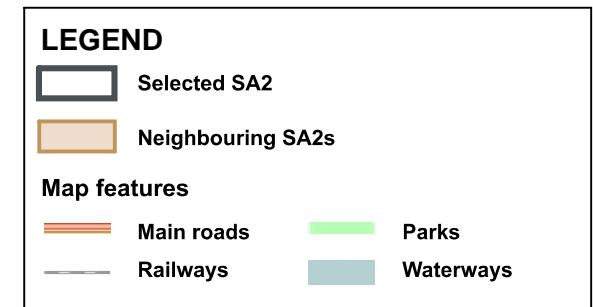 LEGEND
Selected SA2
Neighbouring SA2s
Map features
Main roads
Parks
Railways
Waterways